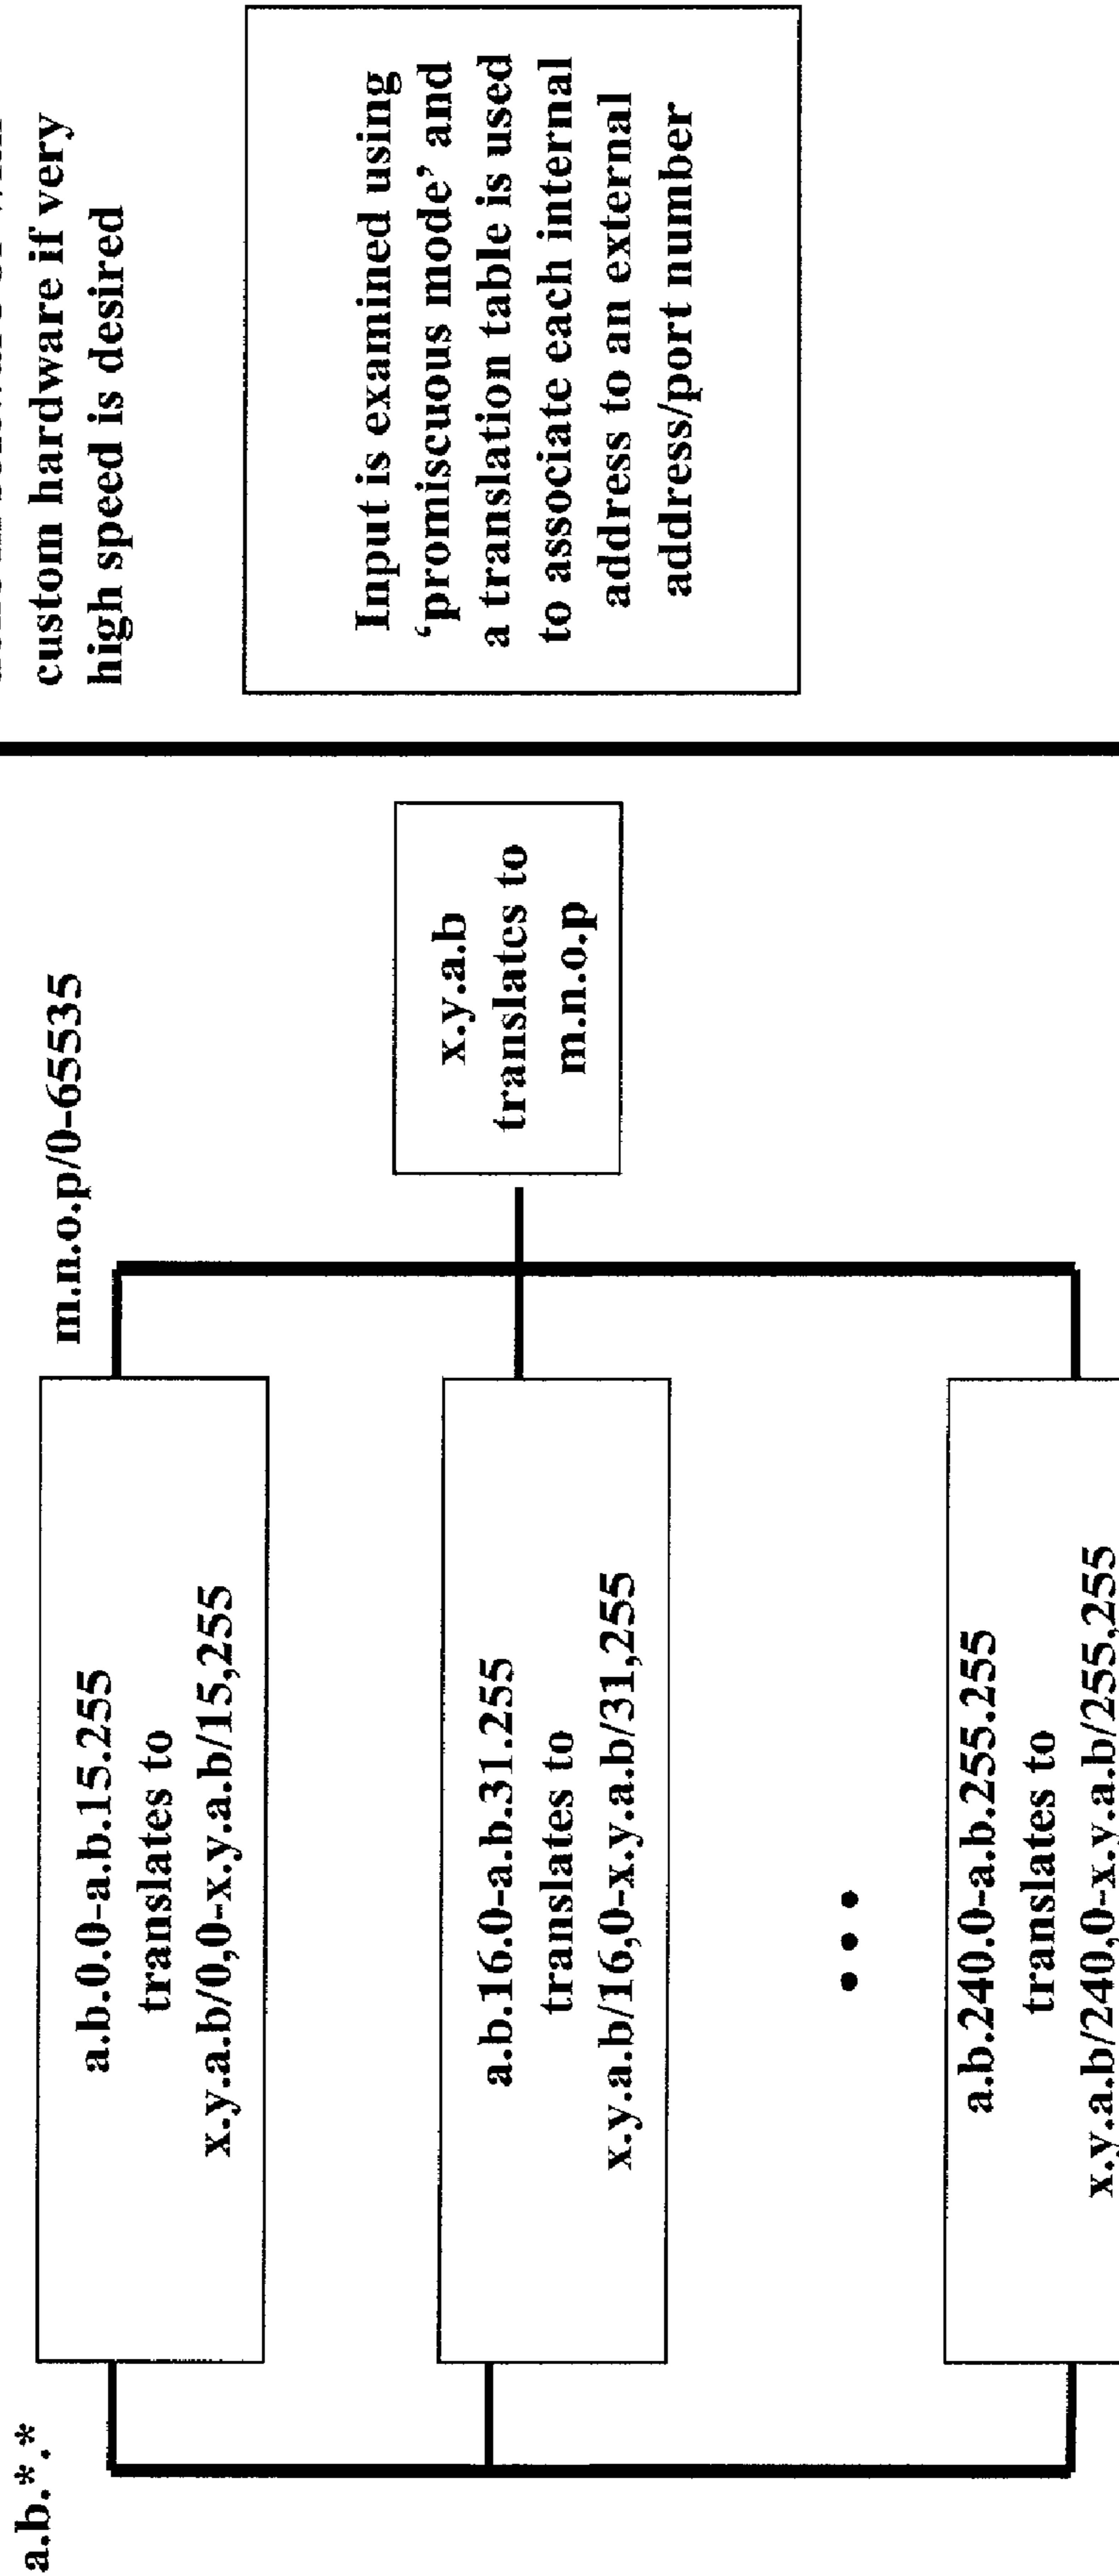 a.b.*.*
a.b.0.0-a.b.15.255
translates to
x.y.a.b/0,0-x.y.a.b/15,255
a.b.16.0-a.b.31.255
translates to
x.y.a.b/16,0-x.y.a.b/31,255
• • •
a.b.240.0-a.b.255.255
translates to
x.y.a.b/240,0-x.y.a.b/255,255
m.n.o.p/0-65535
x.y.a.b
translates to
m.n.o.p
custom hardware if very
high speed is desired
Input is examined using
‘promiscuous mode’ and
a translation table is used
to associate each internal
address to an external
address/port number